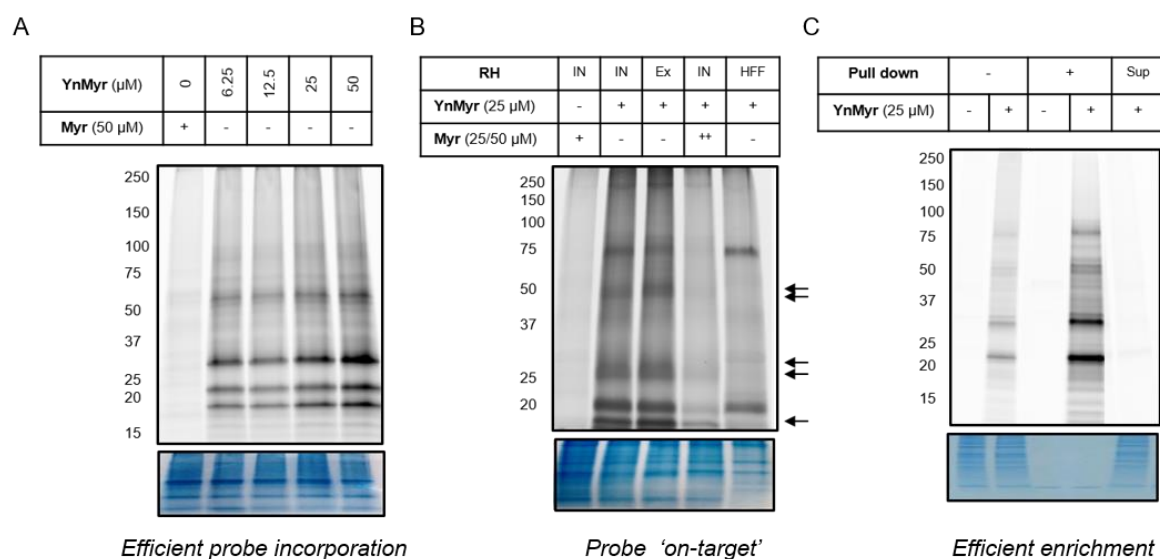 A
YnMyr (µM) 0 6.25 12.5 25 50
Myr (50 µM) + - - - -
250
150
100
75
50
37
25
20
15
Efficient probe incorporation
B
RH IN IN Ex IN HFF
YnMyr (25 µM) - + + + +
Myr (25/50 µM) + - - ++ -
250
150
100
75
50
37
25
20
Probe ‘on-target’
C
Pull down - + Sup
YnMyr (25 µM) - + - + +
250
150
100
75
50
37
25
20
15
Efficient enrichment